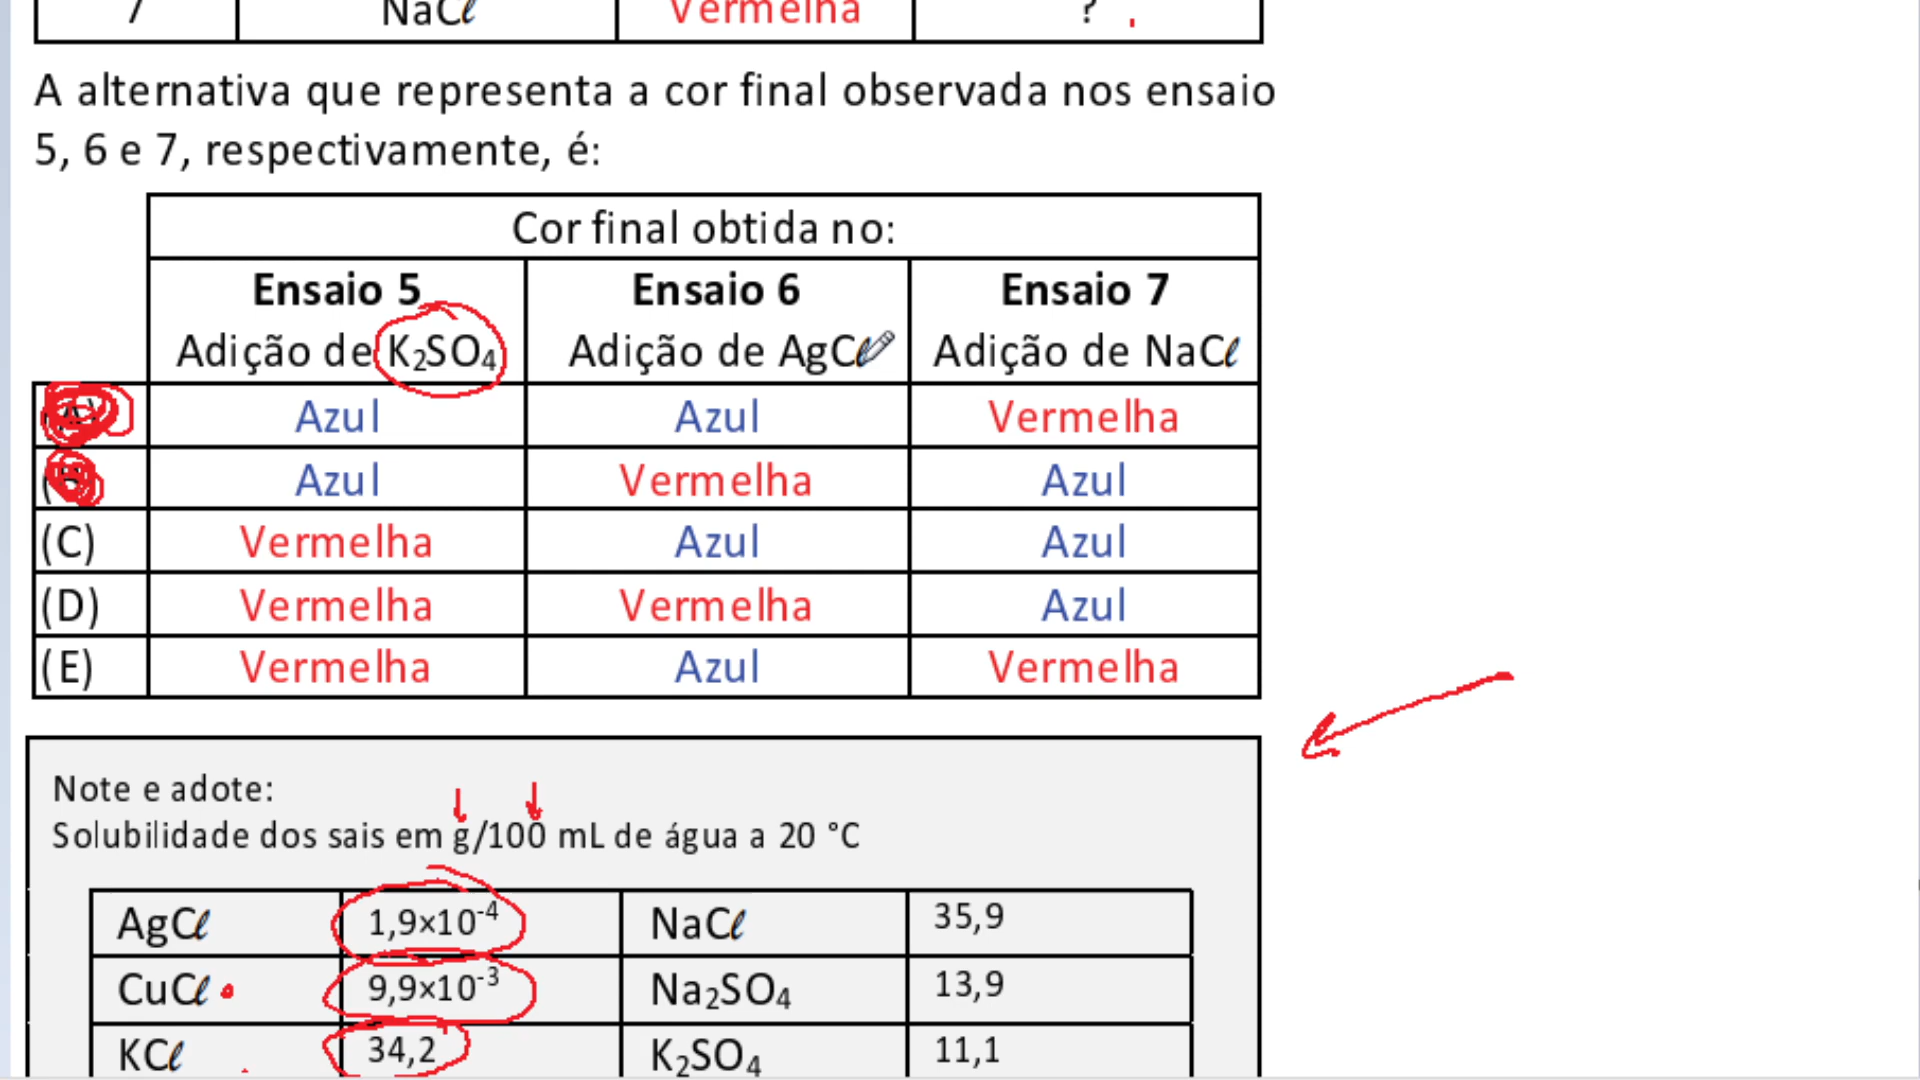 7 NaCℓ Vermelha ?
A alternativa que representa a cor final observada nos ensaio
5, 6 e 7, respectivamente, é:
Cor final obtida no:
Ensaio 5 Ensaio 6 Ensaio 7
Adição de K₂SO₄ Adição de AgCℓ Adição de NaCℓ
(A) Azul Azul Vermelha
Azul Vermelha Azul
(C) Vermelha Azul Azul
(D) Vermelha Vermelha Azul
(E) Vermelha Azul Vermelha
Note e adote:
Solubilidade dos sais em g/100 mL de água a 20 °C
AgCℓ 1,9×10⁻⁴ NaCℓ 35,9
CuCℓ 9,9×10⁻³ Na₂SO₄ 13,9
KCℓ 34,2 K₂SO₄ 11,1